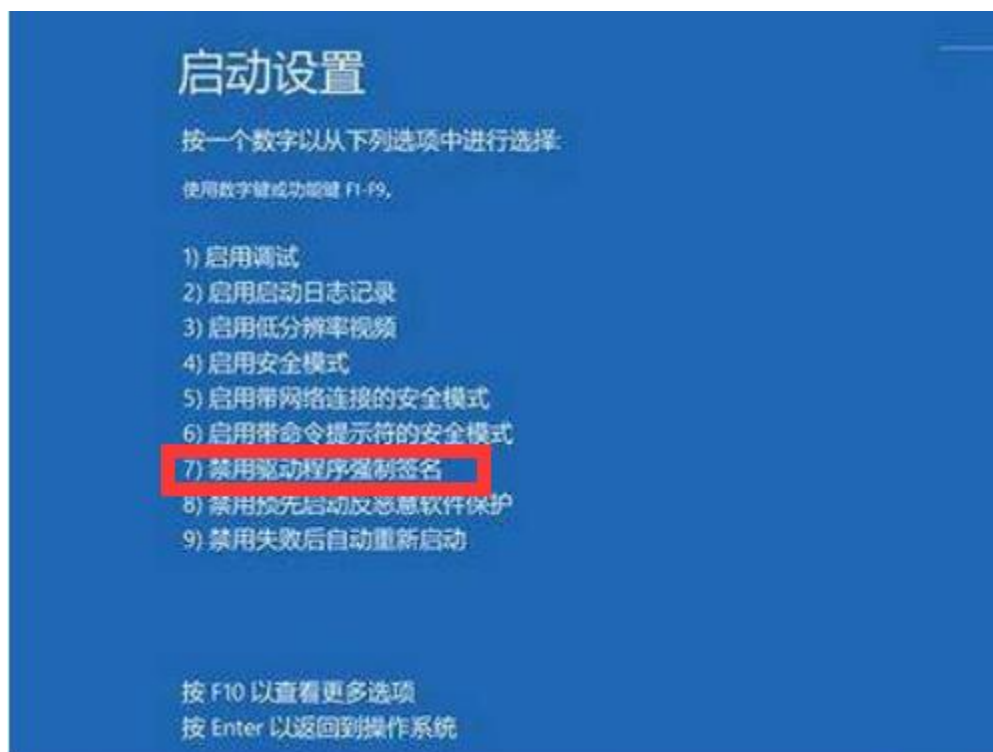 启动设置
按一个数字以从下列选项中进行选择:
使用数字键或功能键 F1-F9。
1) 启用调试
2) 启用启动日志记录
3) 启用低分辨率视频
4) 启用安全模式
5) 启用带网络连接的安全模式
6) 启用带命令提示符的安全模式
7) 禁用驱动程序强制签名
8) 禁用预先启动反恶意软件保护
9) 禁用失败后自动重新启动
按 F10 以查看更多选项
按 Enter 以返回到操作系统